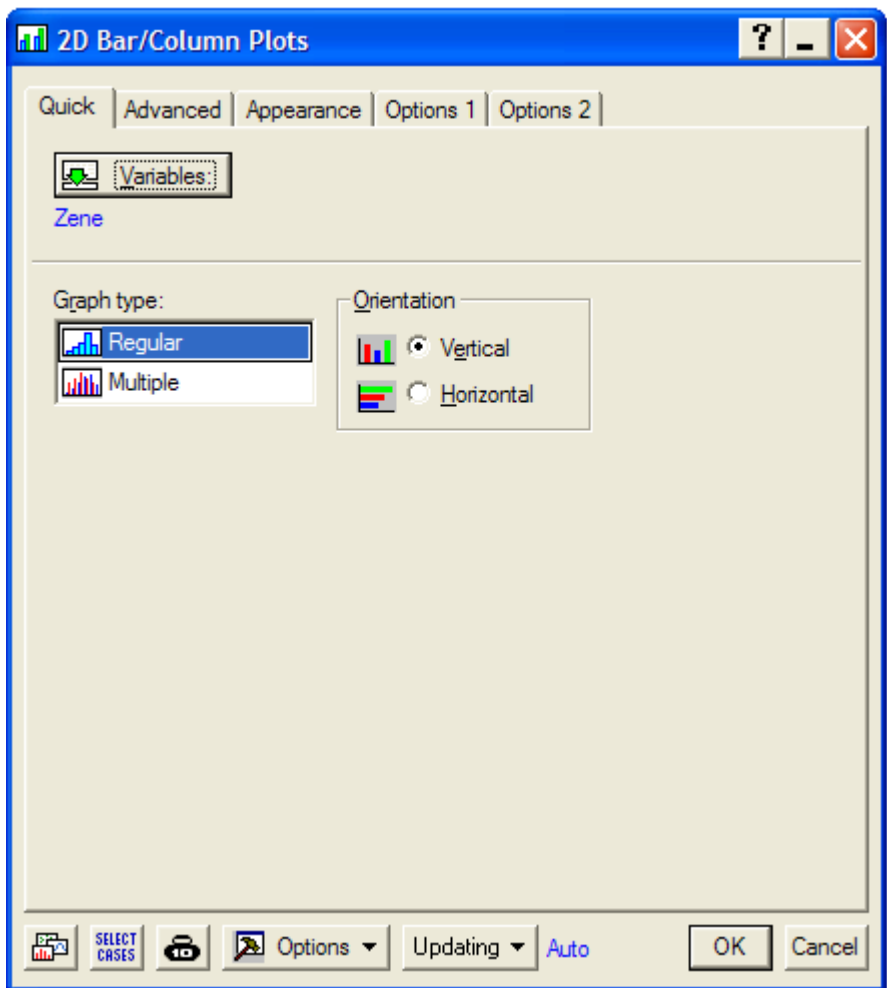 2D Bar/Column Plots
?
Quick Advanced Appearance Options 1 Options 2
Variables:
Zene
Graph type:
Regular
Multiple
Orientation
Vertical
Horizontal
SELECT CASES
Options
Updating
Auto
OK
Cancel